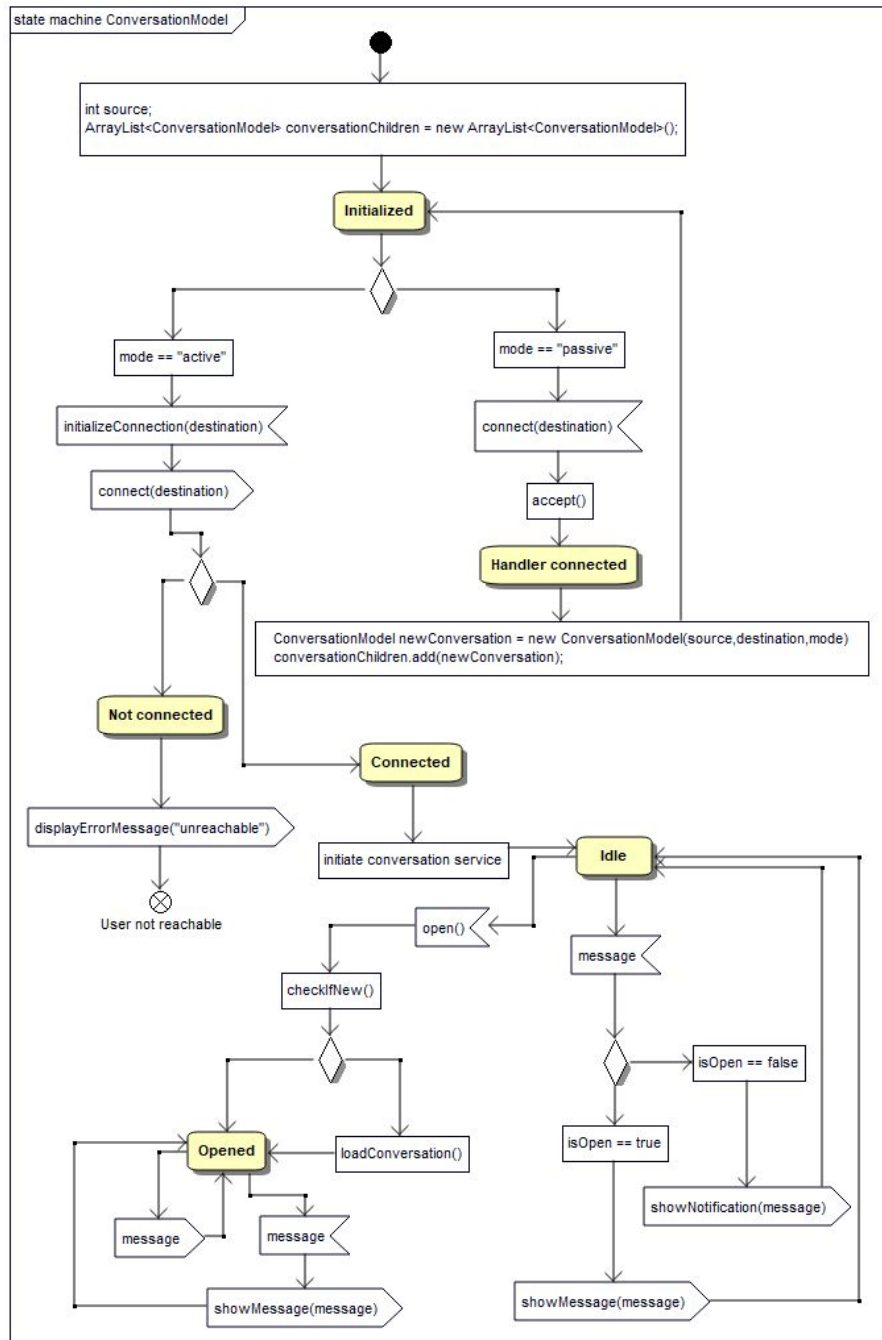 state machine ConversationModel
int source;
ArrayList<ConversationModel> conversationChildren = new ArrayList<ConversationModel>();
Initialized
mode == "active"
mode == "passive"
initializeConnection(destination)
connect(destination)
connect(destination)
accept()
Handler connected
ConversationModel newConversation = new ConversationModel(source,destination,mode)
conversationChildren.add(newConversation);
Not connected
Connected
displayErrorMessage("unreachable")
initiate conversation service
Idle
User not reachable
open()
message
checkIfNew()
isOpen == false
isOpen == true
Opened
loadConversation()
showNotification(message)
message
message
showMessage(message)
showMessage(message)